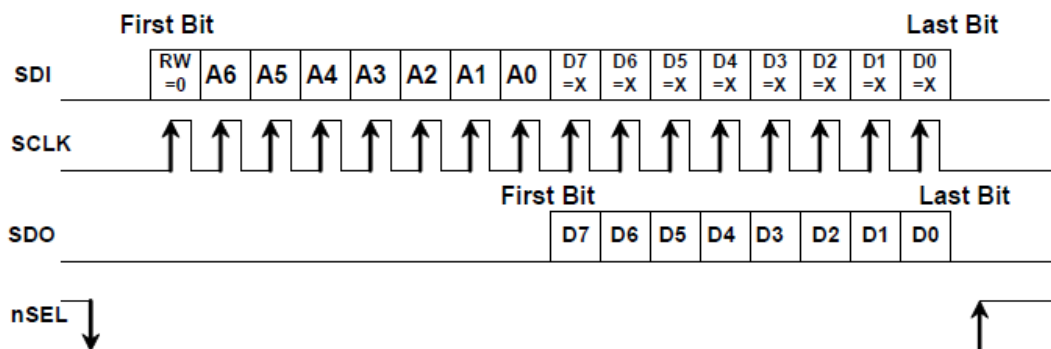 First Bit Last Bit
SDI RW =0 A6 A5 A4 A3 A2 A1 A0 D7 =X D6 =X D5 =X D4 =X D3 =X D2 =X D1 =X D0 =X
SCLK
First Bit Last Bit
SDO D7 D6 D5 D4 D3 D2 D1 D0
nSEL